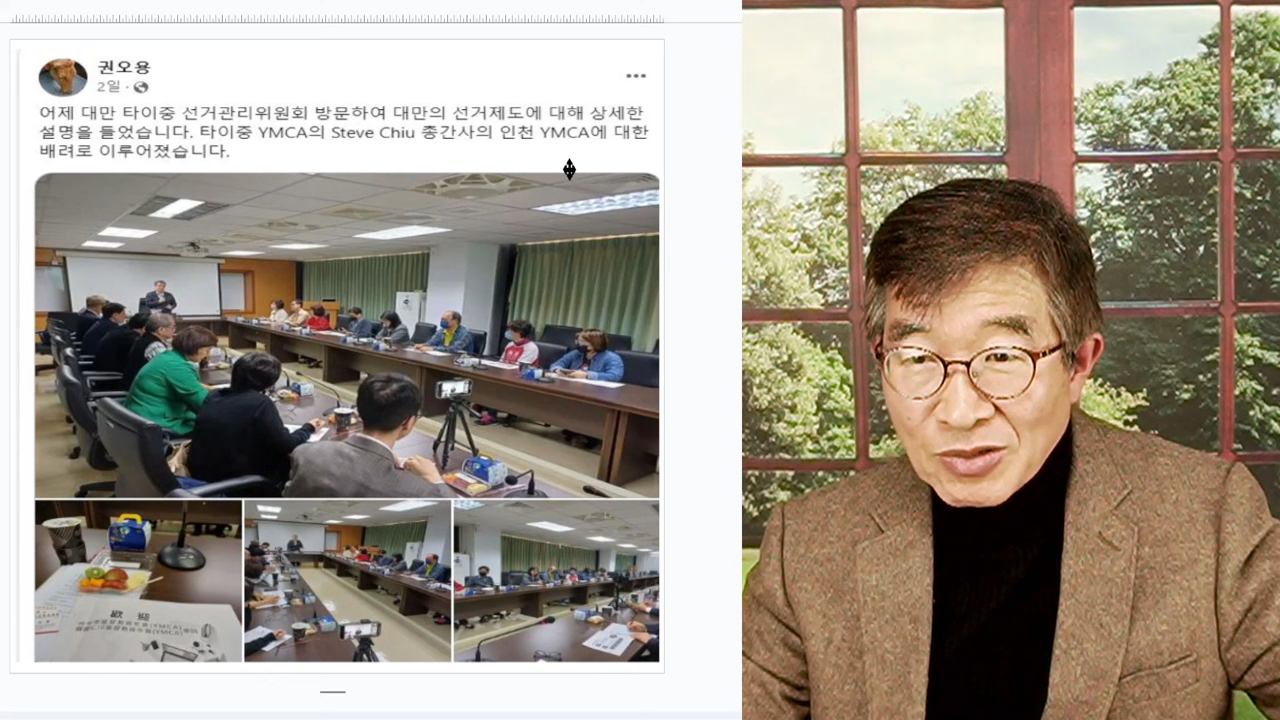 권오용
2일
어제 대만 타이중 선거관리위원회 방문하여 대만의 선거제도에 대해 상세한
설명을 들었습니다. 타이중 YMCA의 Steve Chiu 총간사의 인천 YMCA에 대한
배려로 이루어졌습니다.
歡迎